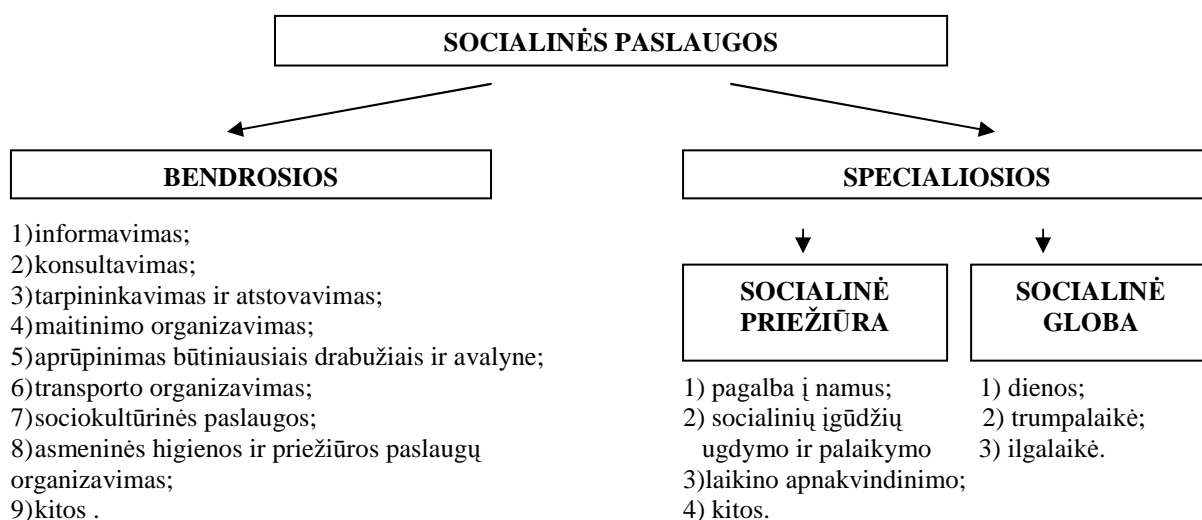 SOCIALINĖS PASLAUGOS
BENDROSIOS
1)informavimas;
2)konsultavimas;
3)tarpininkavimas ir atstovavimas;
4)maitinimo organizavimas;
5)aprūpinimas būtiniausiais drabužiais ir avalyne;
6)transporto organizavimas;
7)sociokultūrinės paslaugos;
8)asmeninės higienos ir priežiūros paslaugų
organizavimas;
9)kitos .
SPECIALIOSIOS
SOCIALINĖ
PRIEŽIŪRA
1) pagalba į namus;
2) socialinių įgūdžių
ugdymo ir palaikymo
3)laikino apnakvindinimo;
4) kitos.
SOCIALINĖ
GLOBA
1) dienos;
2) trumpalaikė;
3) ilgalaikė.